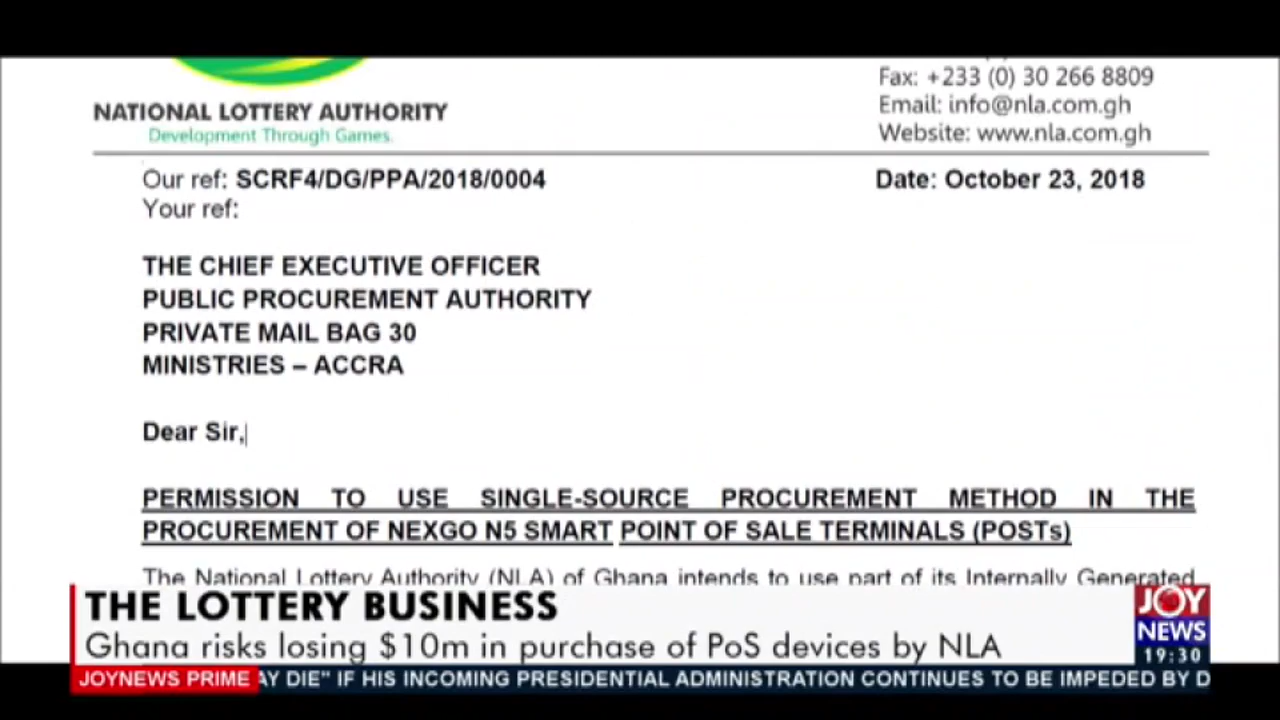 Fax: +233 (0) 30 266 8809
NATIONAL LOTTERY AUTHORITY
Email: info@nla.com.gh
Development Through Games.
Website: www.nla.com.gh
Our ref: SCRF4/DG/PPA/2018/0004
Date: October 23, 2018
Your ref:
THE CHIEF EXECUTIVE OFFICER
PUBLIC PROCUREMENT AUTHORITY
PRIVATE MAIL BAG 30
MINISTRIES – ACCRA
Dear Sir,
PERMISSION TO USE SINGLE-SOURCE PROCUREMENT METHOD IN THE
PROCUREMENT OF NEXGO N5 SMART POINT OF SALE TERMINALS (POSTs)
The National Lottery Authority (NLA) of Ghana intends to use part of its Internally Generated
THE LOTTERY BUSINESS
Ghana risks losing $10m in purchase of PoS devices by NLA
JOY
NEWS
19:30
JOYNEWS PRIME AY DIE" IF HIS INCOMING PRESIDENTIAL ADMINISTRATION CONTINUES TO BE IMPEDED BY D